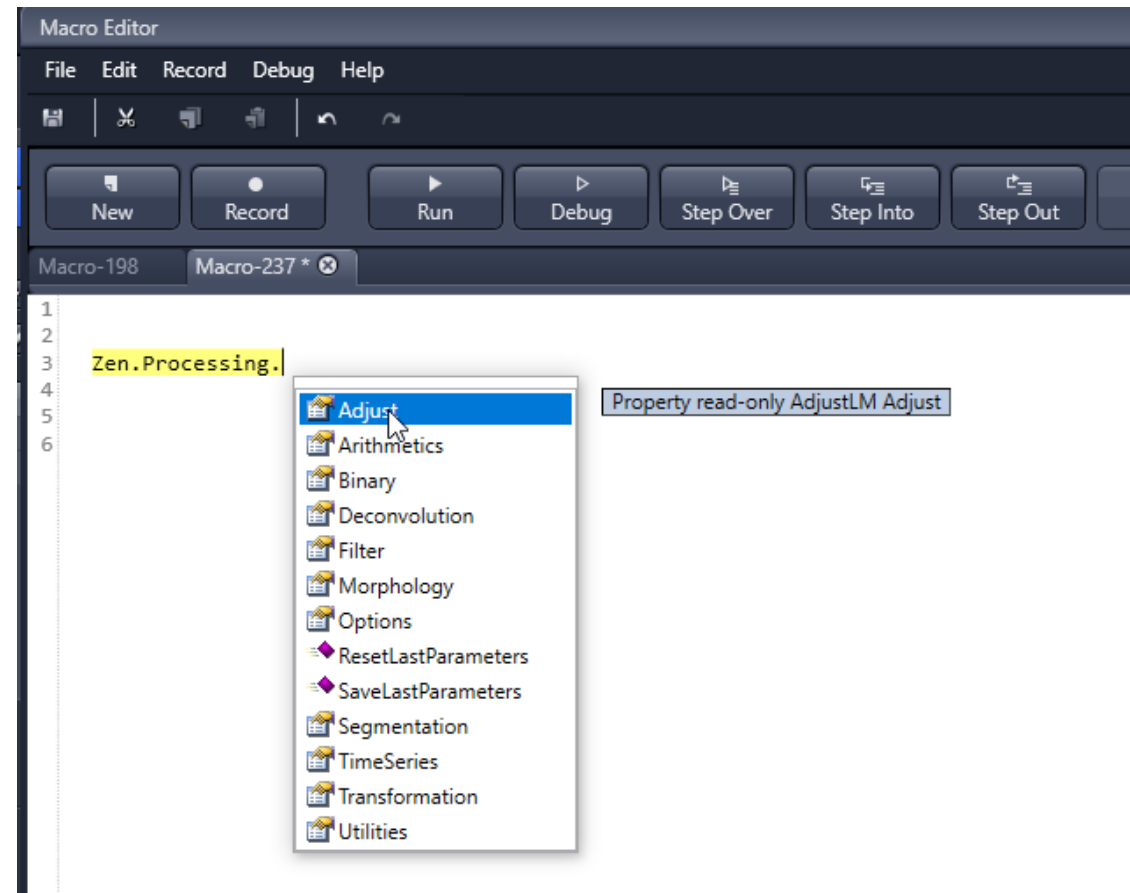 Macro Editor
File Edit Record Debug Help
New Record Run Debug Step Over Step Into Step Out
Macro-198 Macro-237 *
1
2
3 Zen.Processing.
4
5
6
Adjust Property read-only AdjustLM Adjust
Arithmetics
Binary
Deconvolution
Filter
Morphology
Options
ResetLastParameters
SaveLastParameters
Segmentation
TimeSeries
Transformation
Utilities